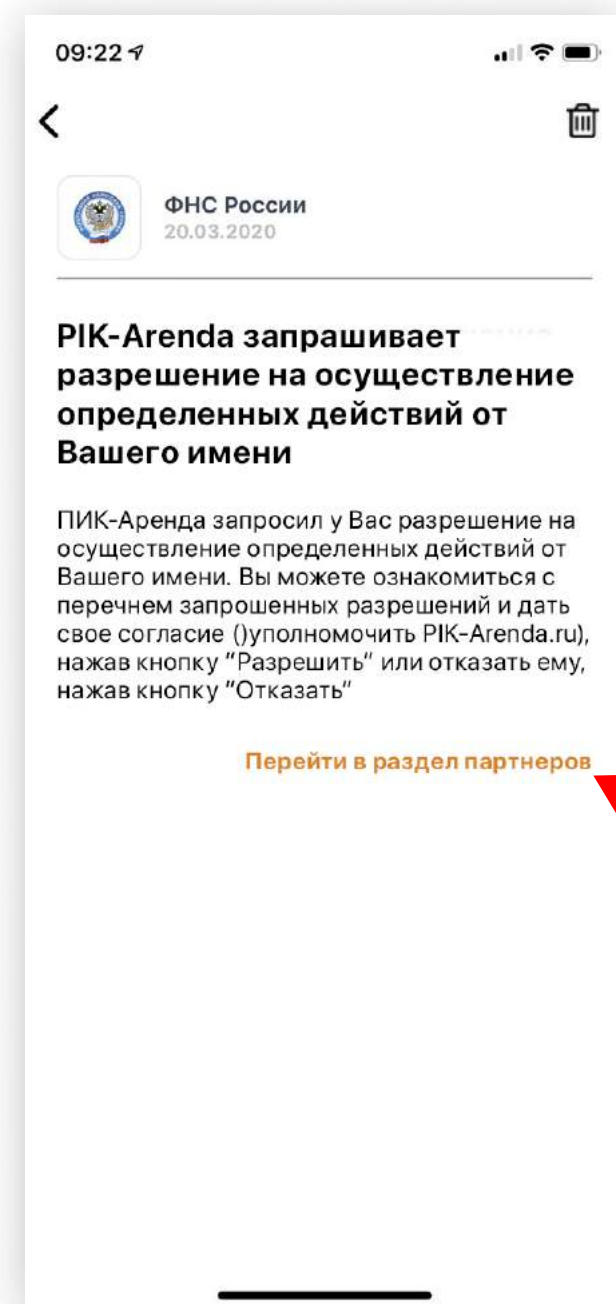 09:22
ФНС России
20.03.2020
PIK-Arenda запрашивает
разрешение на осуществление
определенных действий от
Вашего имени
ПИК-Аренда запросил у Вас разрешение на
осуществление определенных действий от
Вашего имени. Вы можете ознакомиться с
перечнем запрошенных разрешений и дать
свое согласие ()уполномочить PIK-Arenda.ru),
нажав кнопку "Разрешить" или отказать ему,
нажав кнопку "Отказать"
Перейти в раздел партнеров